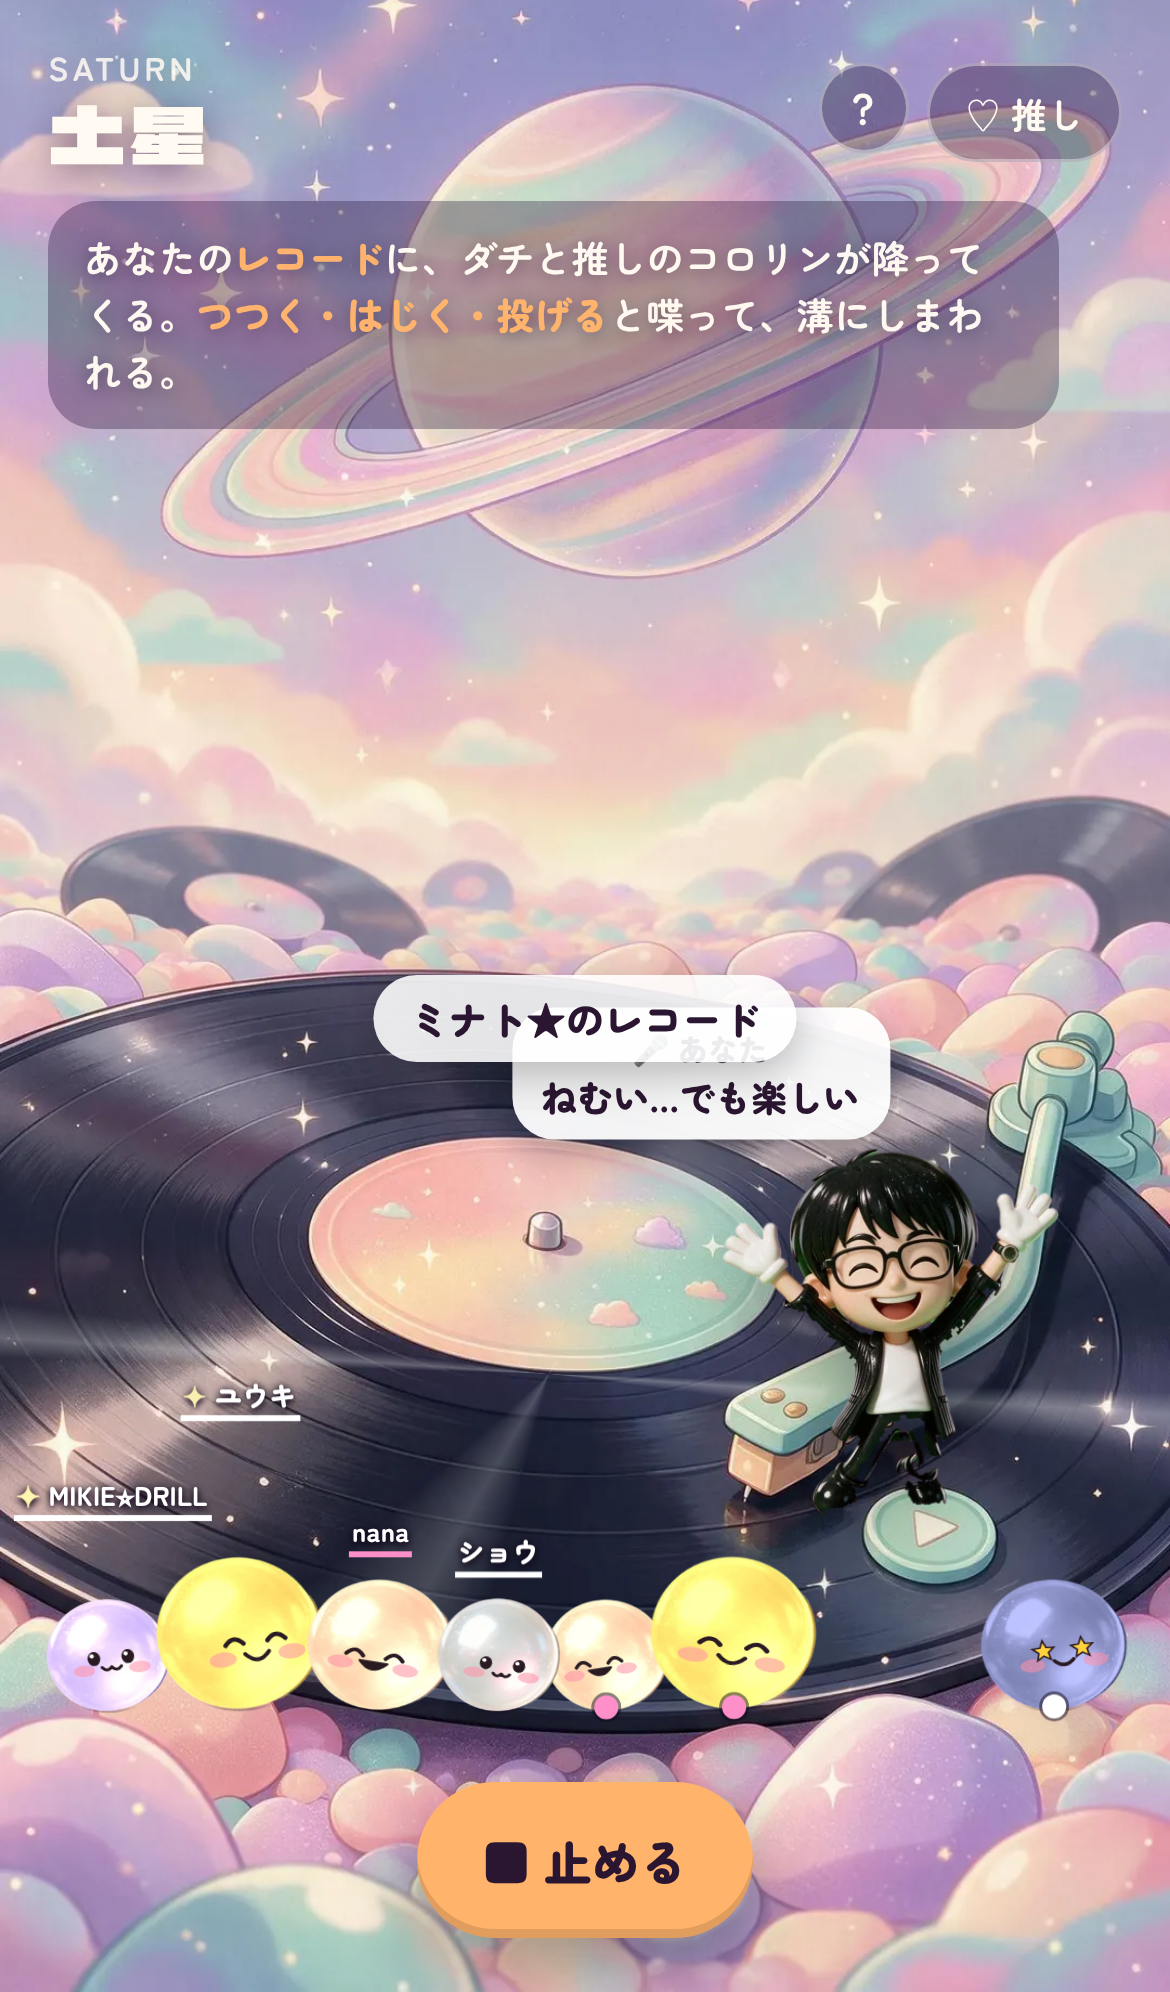 SATURN
土星
?
♡ 推し
あなたのレコードに、ダチと推しのコロリンが降って
くる。つつく・はじく・投げると喋って、溝にしまわ
れる。
ミナト★のレコード
🎤 あなた
ねむい…でも楽しい
✦ ユウキ
✦ MIKIE★DRILL
nana
ショウ
■ 止める